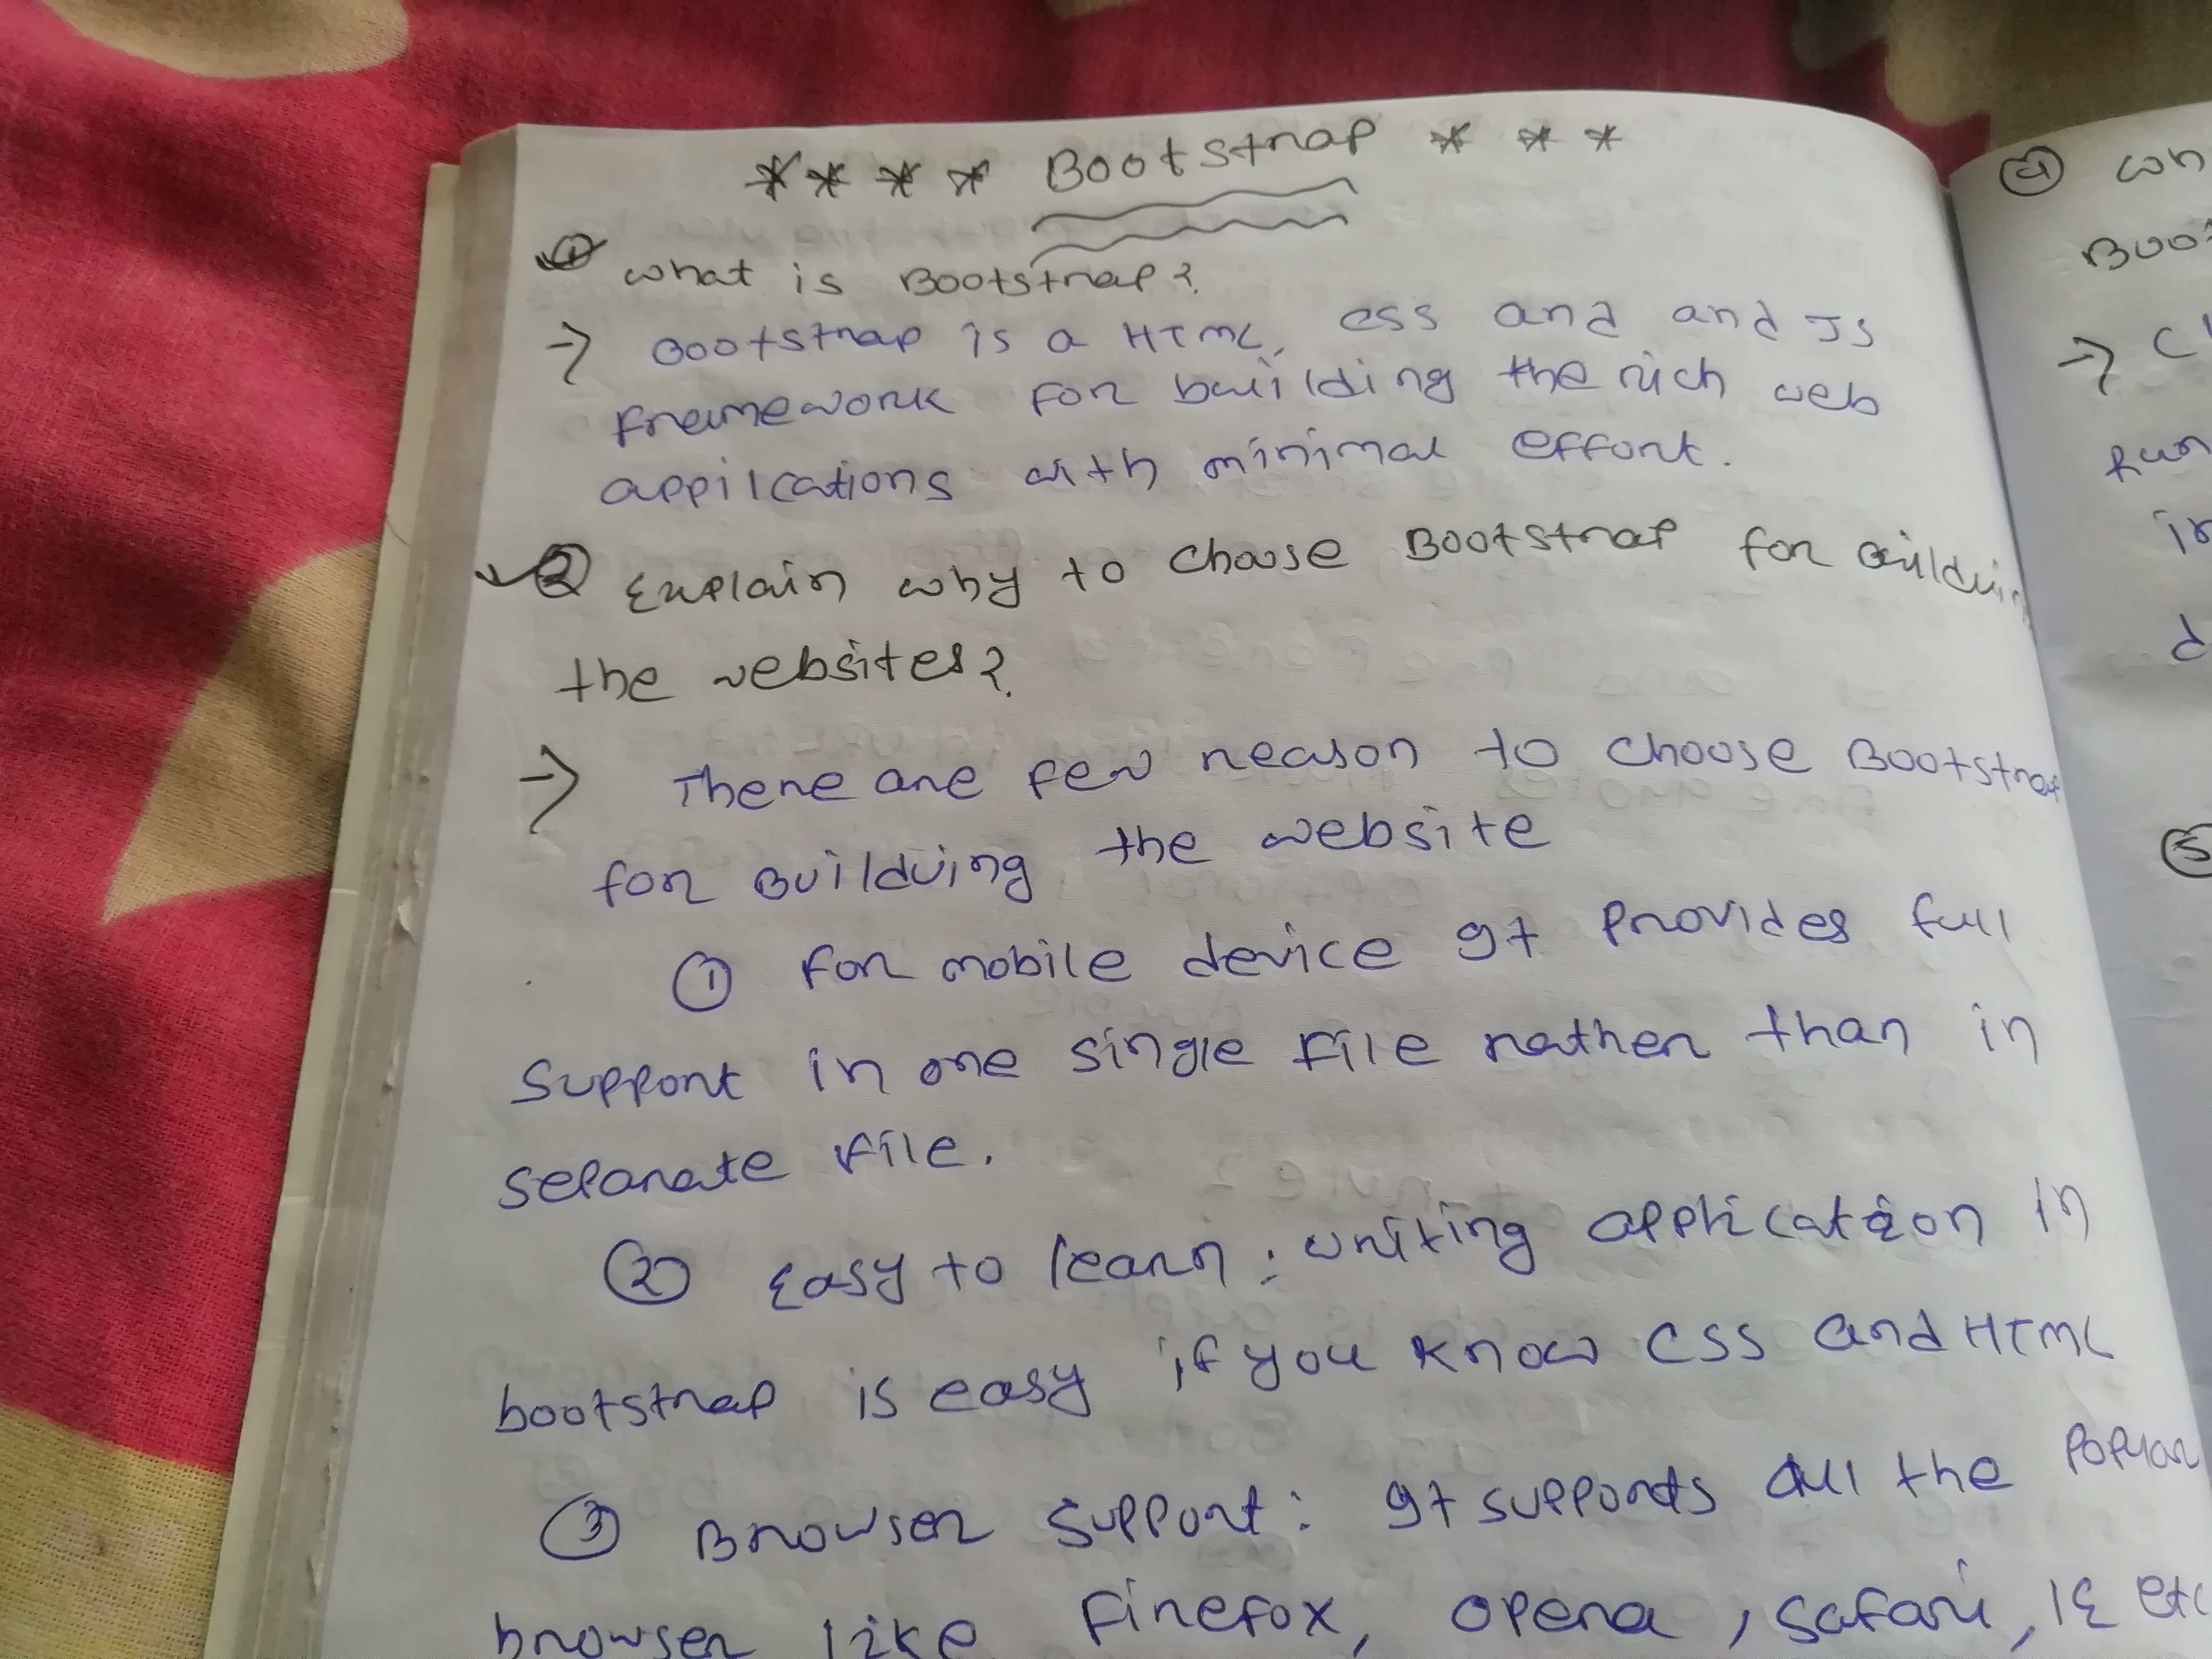 **** Bootstrap ***
① what is Bootstrap?
→ Bootstrap is a HTML, css and and JS
framework for building the rich web
appilcations with minimal effort.
② Explain why to choose Bootstrap for Building
the websites?
→ There are few reason to choose Bootstrap
for Building the website
① for mobile device It provides full
support in one single file rather than in
separate file.
② Easy to learn : writing application in
bootstrap is easy if you know CSS and HTML
③ Browser Support : It supports all the Popular
browser like firefox, opera, safari, IE etc
④ wh
Boot
→
run
in
d
⑤